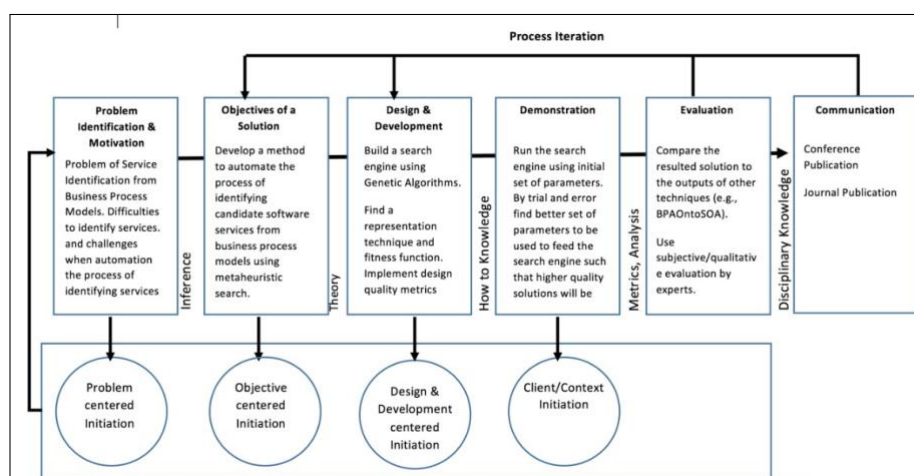 Process Iteration
Problem
Identification &
Motivation
Problem of Service
Identification from
Business Process
Models. Difficulties
to identify services.
and challenges
when automation
the process of
identifying services
Inference
Objectives of a
Solution
Develop a method
to automate the
process of
identifying
candidate software
services from
business process
models using
metaheuristic
search.
Theory
Design &
Development
Build a search
engine using
Genetic Algorithms.
Find a
representation
technique and
fitness function.
Implement design
quality metrics
How to Knowledge
Demonstration
Run the search
engine using initial
set of parameters.
By trial and error
find better set of
parameters to be
used to feed the
search engine such
that higher quality
solutions will be
Metrics, Analysis
Evaluation
Compare the
resulted solution to
the outputs of other
techniques (e.g.,
BPAOntoSOA).
Use
subjective/qualitativ
e evaluation by
experts.
Disciplinary Knowledge
Communication
Conference
Publication
Journal Publication
Problem
centered
Initiation
Objective
centered
Initiation
Design &
Development
centered
Initiation
Client/Context
Initiation